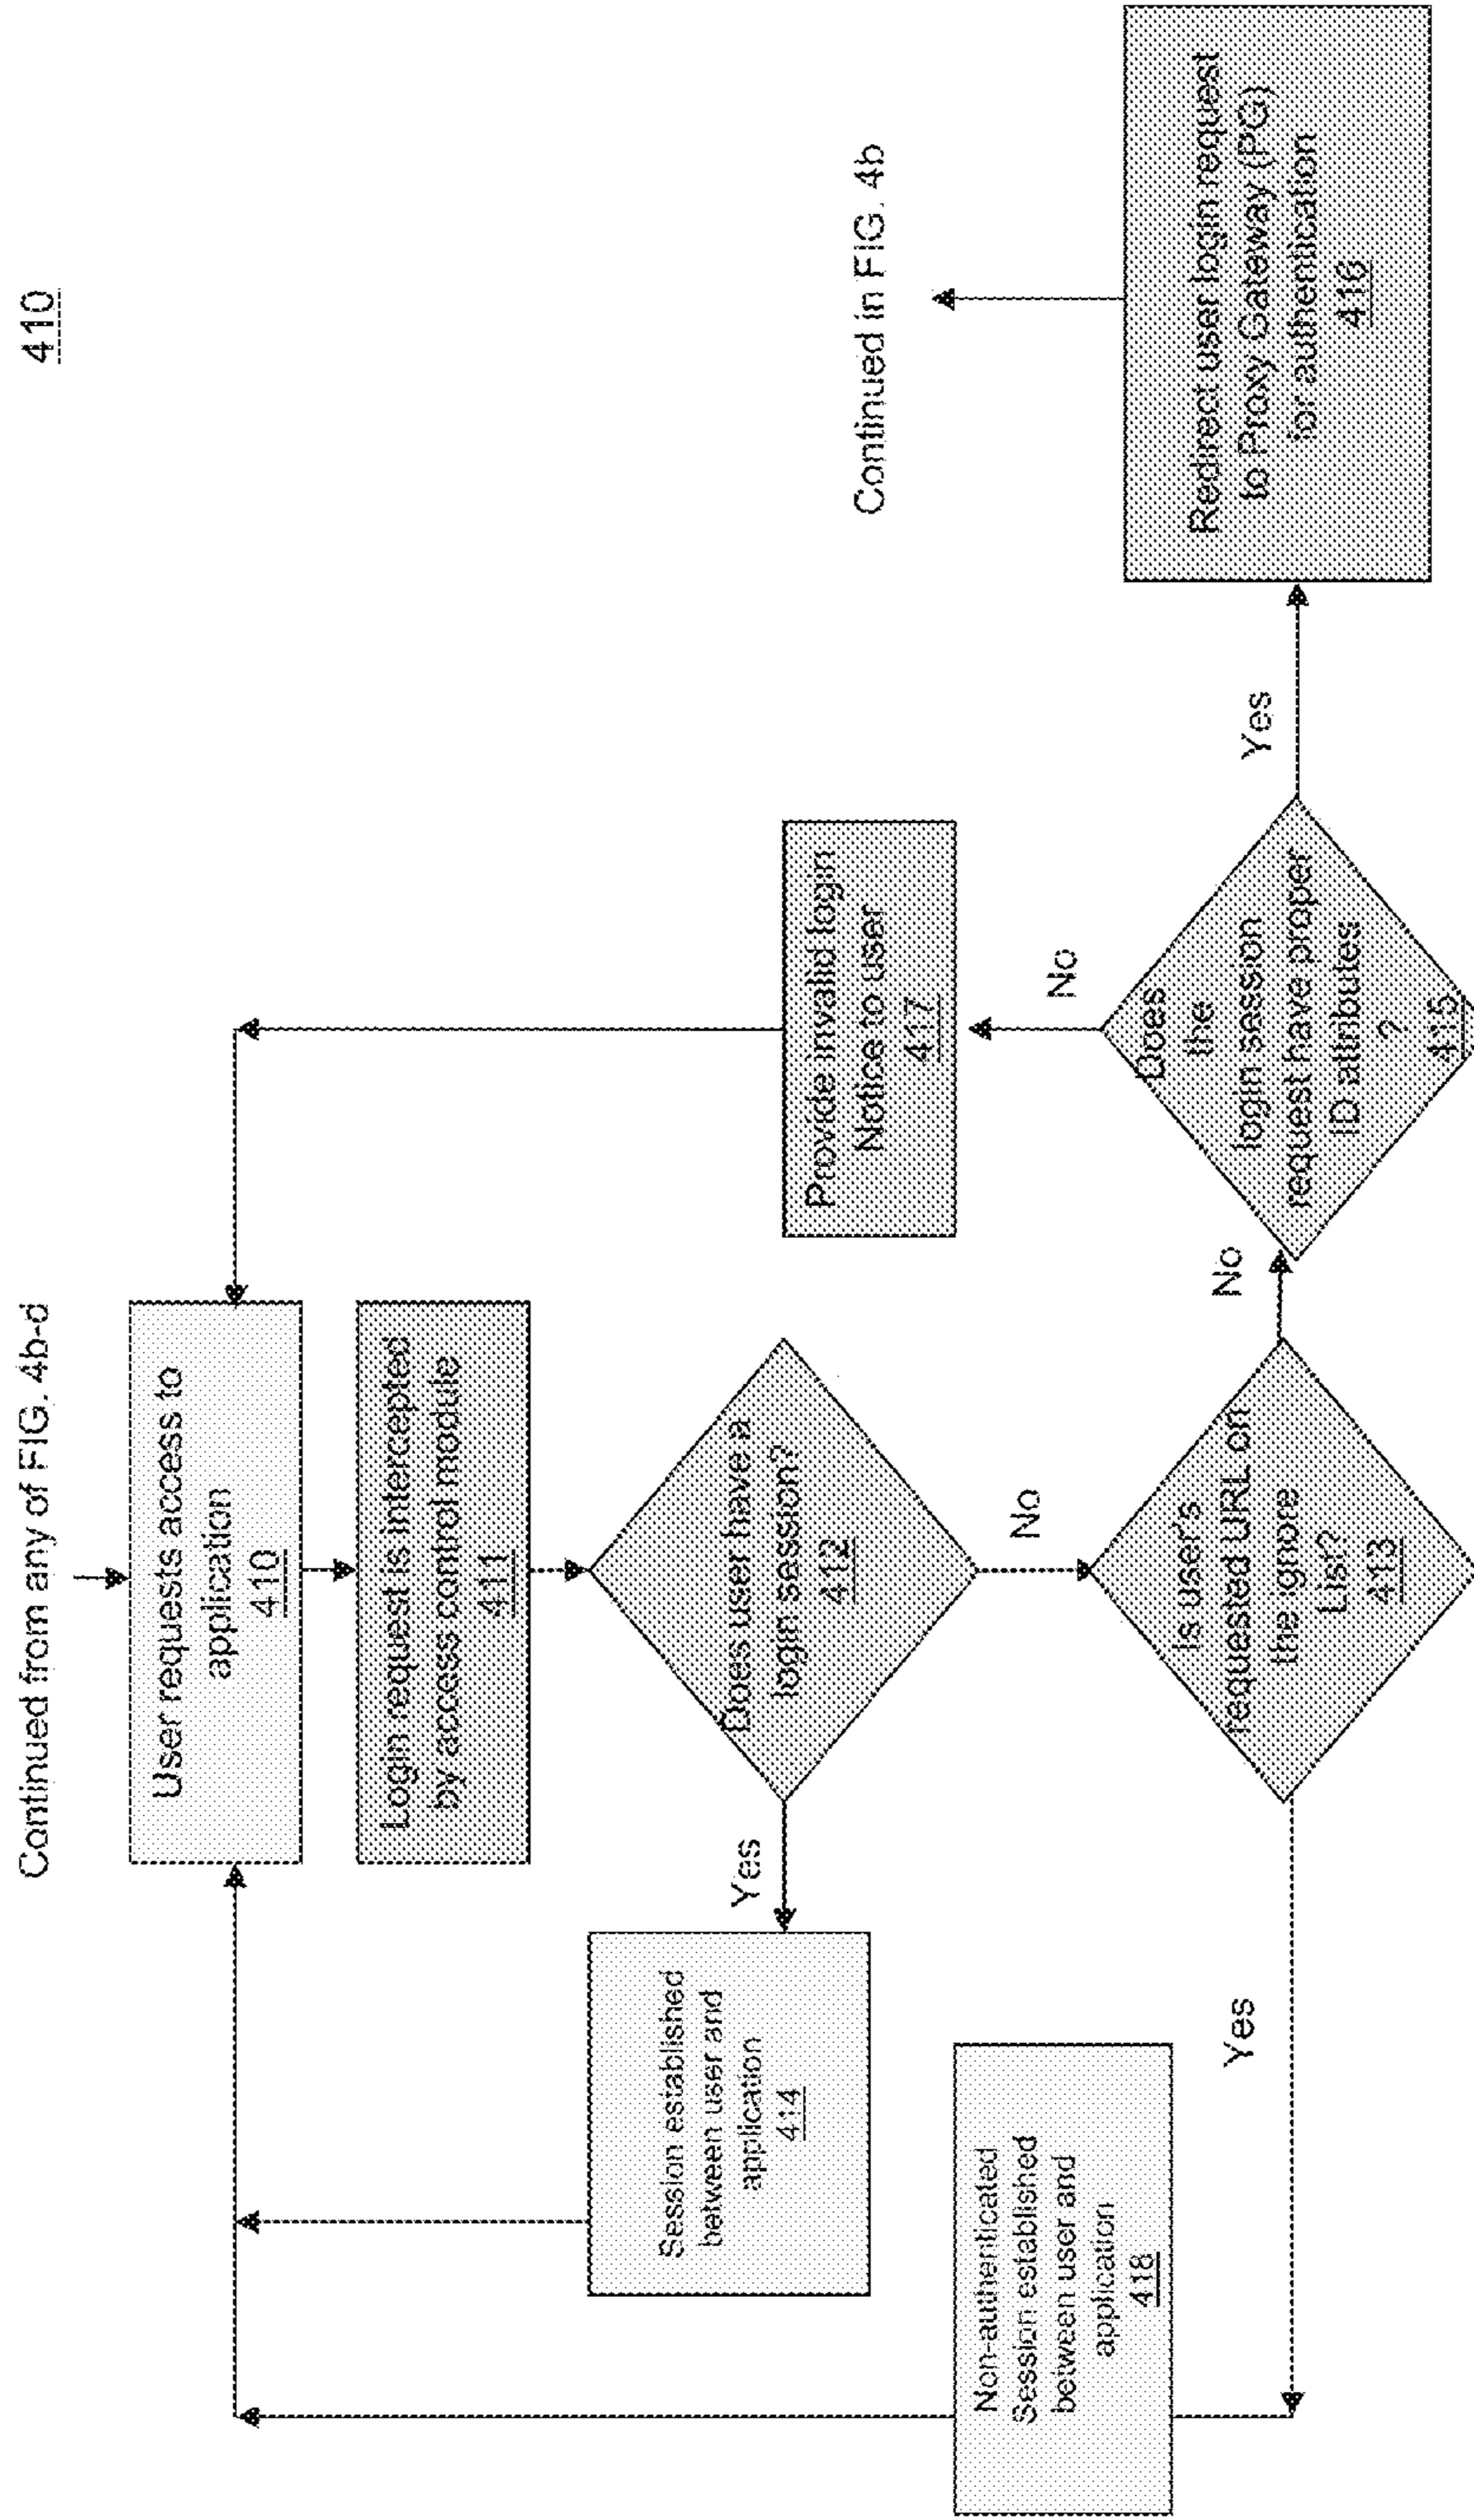 410
Continued from any of FIG. 4b-d
User requests access to
application
410
Login request is intercepted
by access control module
411
Does user have a
login session?
412
Yes
No
Session established
between user and
application
414
Is user's
requested URL on
the ignore
List?
413
Yes
No
Non-authenticated
Session established
between user and
application
418
Does
the
login session
request have proper
ID attributes
?
415
No
Yes
Provide invalid login
Notice to user
417
Redirect user login request
to Proxy Gateway (PG)
for authentication
416
Continued in FIG. 4b